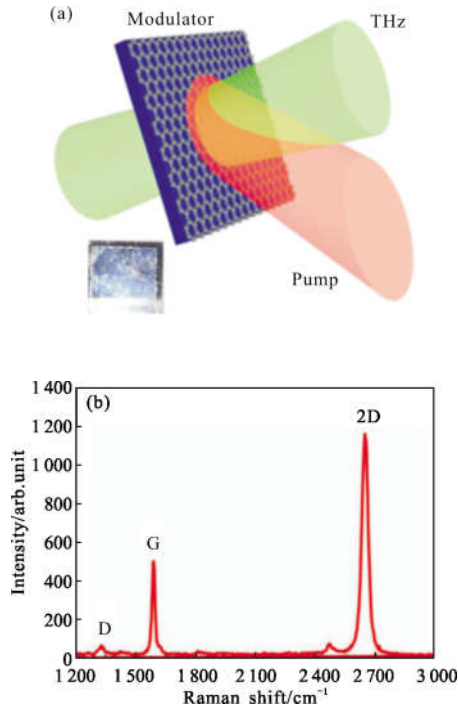 (a)
Modulator
THz
Pump
(b)
1 400
1 200
1 000
800
600
400
200
0
Intensity/arb.unit
D
G
2D
1 200 1 500 1 800 2 100 2 400 2 700 3 000
Raman shift/cm⁻¹